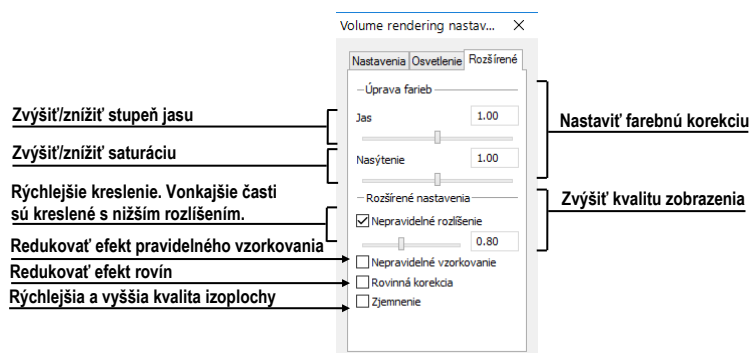 Volume rendering nastav...
Nastavenia Osvetlenie Rozšírené
Úprava farieb
Zvýšiť/znížiť stupeň jasu
Jas 1.00
Nastaviť farebnú korekciu
Zvýšiť/znížiť saturáciu
Nasýtenie 1.00
Rýchlejšie kreslenie. Vonkajšie časti
sú kreslené s nižším rozlíšením.
Rozšírené nastavenia
Zvýšiť kvalitu zobrazenia
Nepravidelné rozlíšenie
0.80
Redukovať efekt pravidelného vzorkovania
Nepravidelné vzorkovanie
Redukovať efekt rovín
Rovinná korekcia
Rýchlejšia a vyššia kvalita izoplochy
Zjemnenie